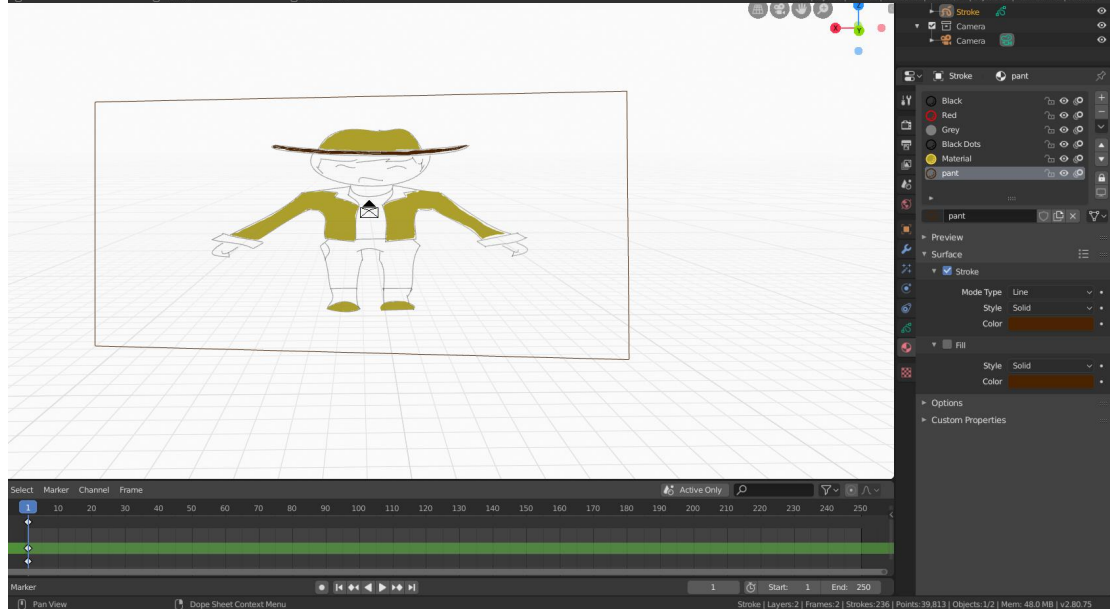 Stroke
Camera
Camera
Z
X
Y
Stroke pant
Black
Red
Grey
Black Dots
Material
pant
pant
Preview
Surface
Stroke
Mode Type Line
Style Solid
Color
Fill
Style Solid
Color
Options
Custom Properties
Select Marker Channel Frame Active Only
1 10 20 30 40 50 60 70 80 90 100 110 120 130 140 150 160 170 180 190 200 210 220 230 240 250
Marker 1 Start: 1 End: 250
Pan View Dope Sheet Context Menu Stroke | Layers:2 | Frames:2 | Strokes:236 | Points:39,813 | Objects:1/2 | Mem: 48.0 MB | v2.80.75